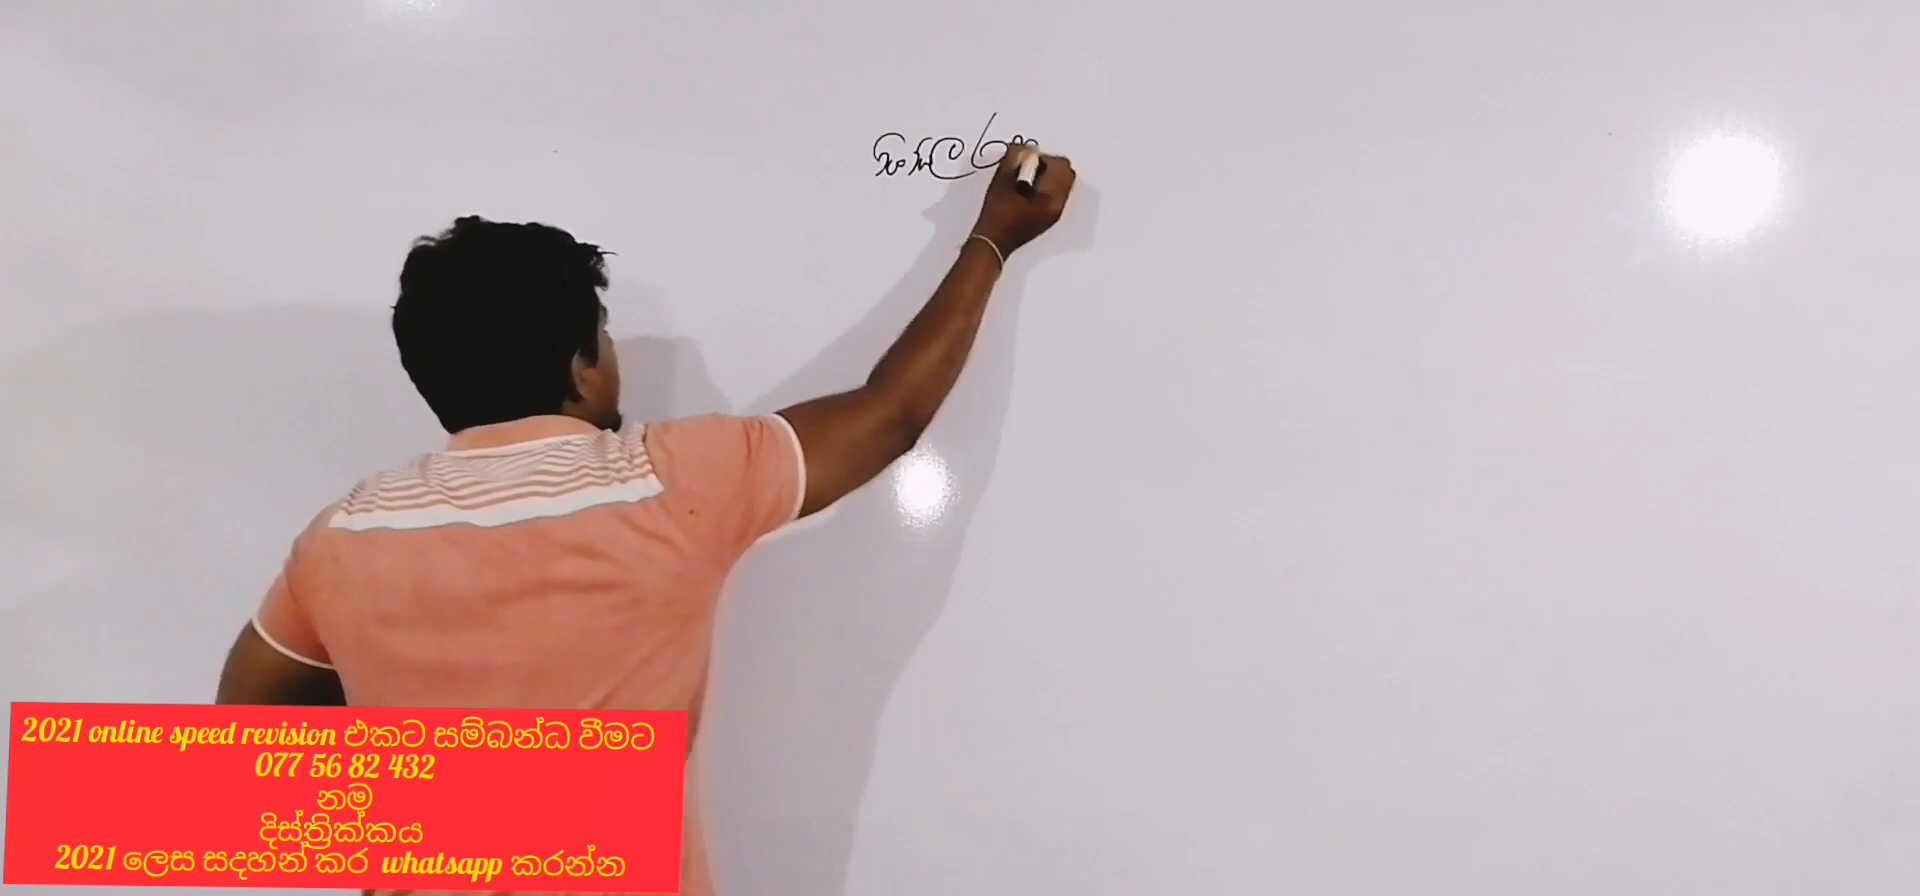 2021 online speed revision එකට සම්බන්ධ වීමට
077 56 82 432
නම
දිස්ත්‍රික්කය
2021 ලෙස සදහන් කර whatsapp කරන්න